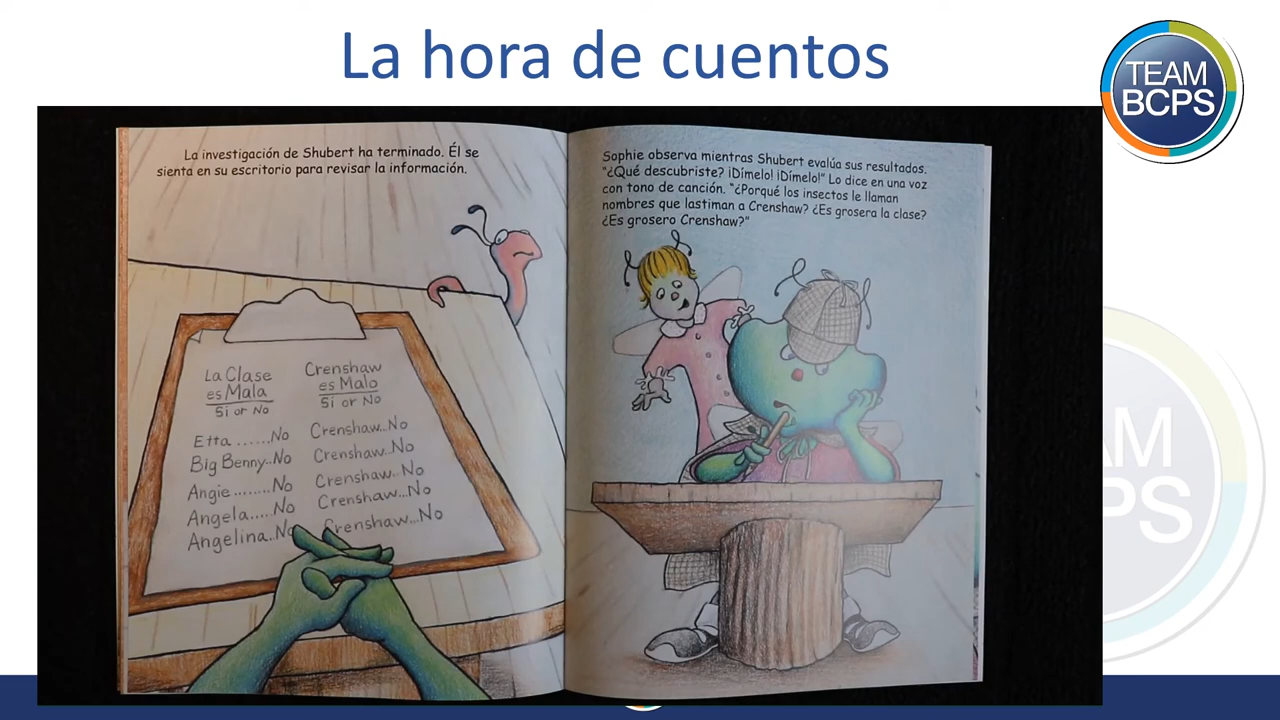 La hora de cuentos
TEAM
BCPS
La investigación de Shubert ha terminado. Él se
sienta en su escritorio para revisar la información.
La Clase
es Mala
Si or No
Etta ......No
Big Benny..No
Angie ........No
Angela.....No
Angelina..No
Crenshaw
es Malo
Si or No
Crenshaw..No
Crenshaw...No
Crenshaw...No
Crenshaw...No
Crenshaw...No
Sophie observa mientras Shubert evalúa sus resultados.
“¿Qué descubriste? ¡Dímelo! ¡Dímelo!” Lo dice en una voz
con tono de canción. “¿Porqué los insectos le llaman
nombres que lastiman a Crenshaw? ¿Es grosera la clase?
¿Es grosero Crenshaw?”
AM
PS